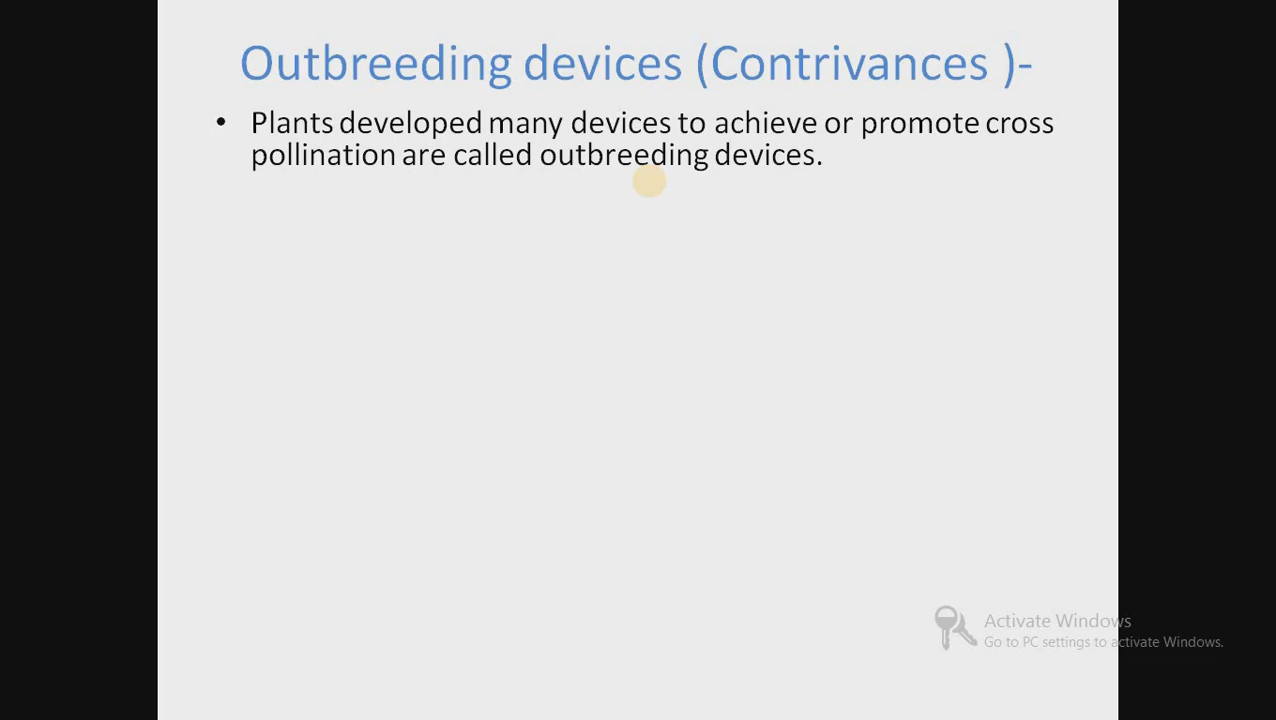 Outbreeding devices (Contrivances )-
• Plants developed many devices to achieve or promote cross
pollination are called outbreeding devices.
Activate Windows
Go to PC settings to activate Windows.